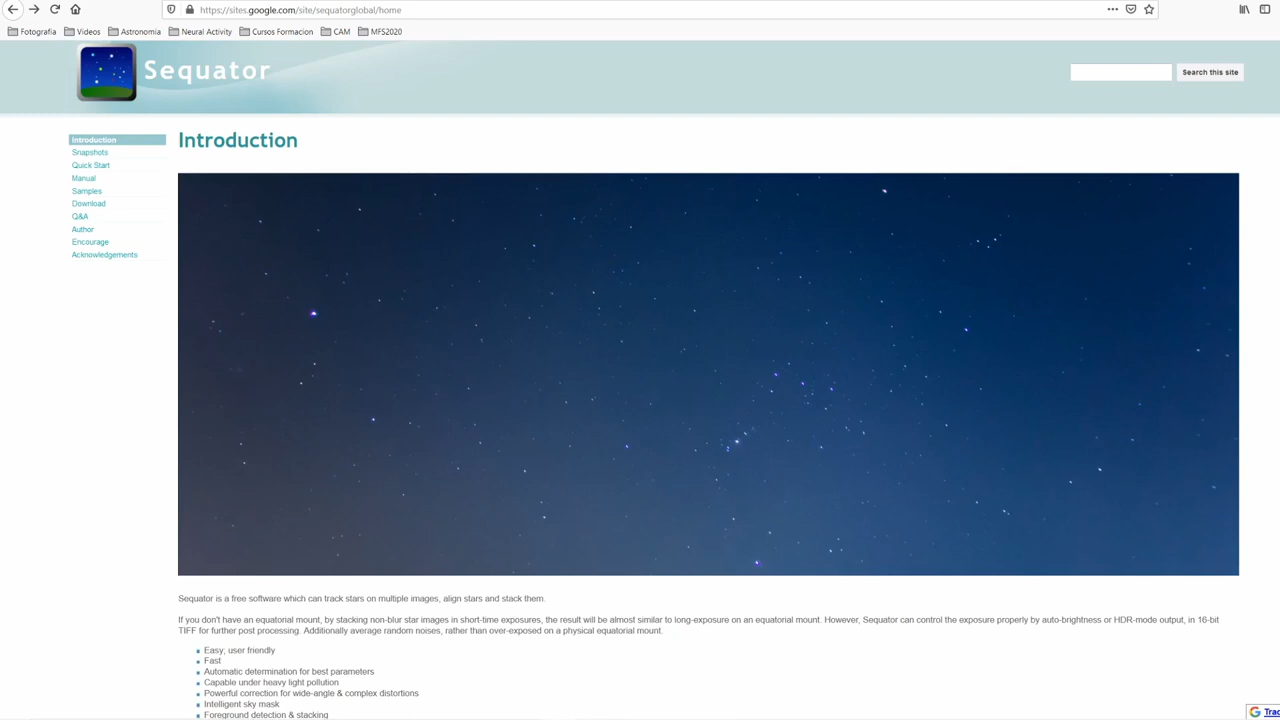 https://sites.google.com/site/sequatorglobal/home
Fotografia Videos Astronomia Neural Activity Cursos Formacion CAM MFS2020
Sequator
Search this site
Introduction
Snapshots
Quick Start
Manual
Samples
Download
Q&A
Author
Encourage
Acknowledgements
Introduction
Sequator is a free software which can track stars on multiple images, align stars and stack them.
If you don't have an equatorial mount, by stacking non-blur star images in short-time exposures, the result will be almost similar to long-exposure on an equatorial mount. However, Sequator can control the exposure properly by auto-brightness or HDR-mode output, in 16-bit
TIFF for further post processing. Additionally average random noises, rather than over-exposed on a physical equatorial mount.
Easy; user friendly
Fast
Automatic determination for best parameters
Capable under heavy light pollution
Powerful correction for wide-angle & complex distortions
Intelligent sky mask
Foreground detection & stacking